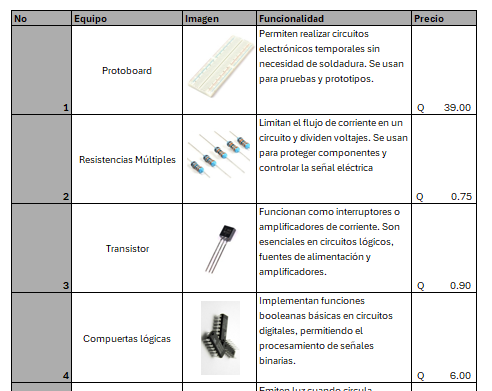 No Equipo Imagen Funcionalidad Precio
Permiten realizar circuitos
electrónicos temporales sin
necesidad de soldadura. Se usan
para pruebas y prototipos.
Protoboard
1 Q 39.00
Limitan el flujo de corriente en un
circuito y dividen voltajes. Se usan
para proteger componentes y
controlar la señal eléctrica
Resistencias Múltiples
2 Q 0.75
Funcionan como interruptores o
amplificadores de corriente. Son
esenciales en circuitos lógicos,
fuentes de alimentación y
amplificadores.
Transistor
3 Q 0.90
Implementan funciones
booleanas básicas en circuitos
digitales, permitiendo el
procesamiento de señales
binarias.
Compuertas lógicas
4 Q 6.00
Emiten luz cuando circula